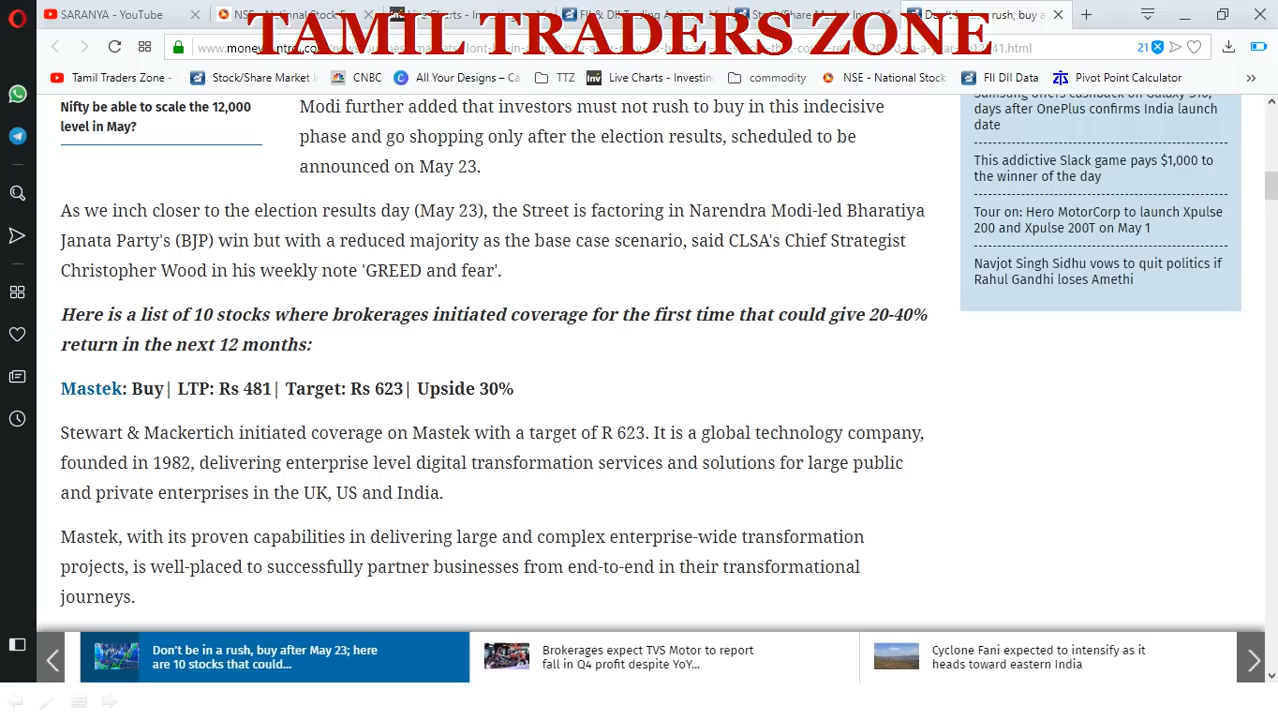 SARANYA - YouTube
TAMIL TRADERS ZONE
Tamil Traders Zone -
Stock/Share Market I
CNBC
All Your Designs – Ca
TTZ
Live Charts - Investin
commodity
NSE - National Stock
FII DII Data
Pivot Point Calculator
21
Nifty be able to scale the 12,000
level in May?
Modi further added that investors must not rush to buy in this indecisive
phase and go shopping only after the election results, scheduled to be
announced on May 23.
As we inch closer to the election results day (May 23), the Street is factoring in Narendra Modi-led Bharatiya
Janata Party's (BJP) win but with a reduced majority as the base case scenario, said CLSA's Chief Strategist
Christopher Wood in his weekly note 'GREED and fear'.
Here is a list of 10 stocks where brokerages initiated coverage for the first time that could give 20-40%
return in the next 12 months:
Mastek: Buy| LTP: Rs 481| Target: Rs 623| Upside 30%
Stewart & Mackertich initiated coverage on Mastek with a target of R 623. It is a global technology company,
founded in 1982, delivering enterprise level digital transformation services and solutions for large public
and private enterprises in the UK, US and India.
Mastek, with its proven capabilities in delivering large and complex enterprise-wide transformation
projects, is well-placed to successfully partner businesses from end-to-end in their transformational
journeys.
days after OnePlus confirms India launch
date
This addictive Slack game pays $1,000 to
the winner of the day
Tour on: Hero MotorCorp to launch Xpulse
200 and Xpulse 200T on May 1
Navjot Singh Sidhu vows to quit politics if
Rahul Gandhi loses Amethi
Don't be in a rush, buy after May 23; here
are 10 stocks that could...
Brokerages expect TVS Motor to report
fall in Q4 profit despite YoY...
Cyclone Fani expected to intensify as it
heads toward eastern India